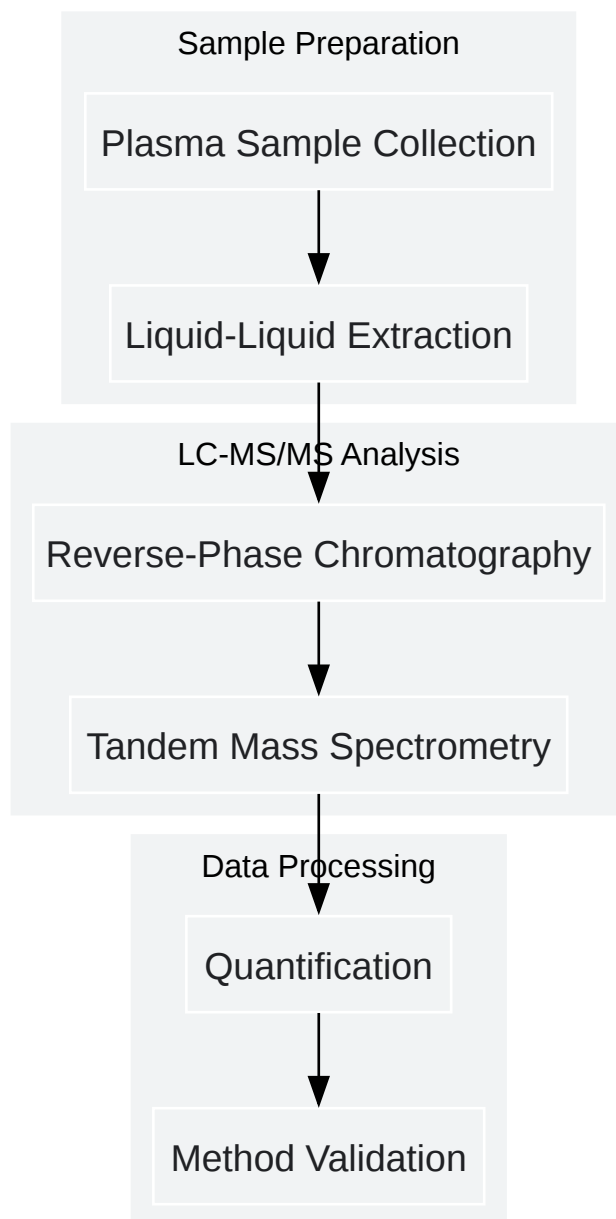 Sample Preparation
Plasma Sample Collection
Liquid-Liquid Extraction
LC-MS/MS Analysis
Reverse-Phase Chromatography
Tandem Mass Spectrometry
Data Processing
Quantification
Method Validation